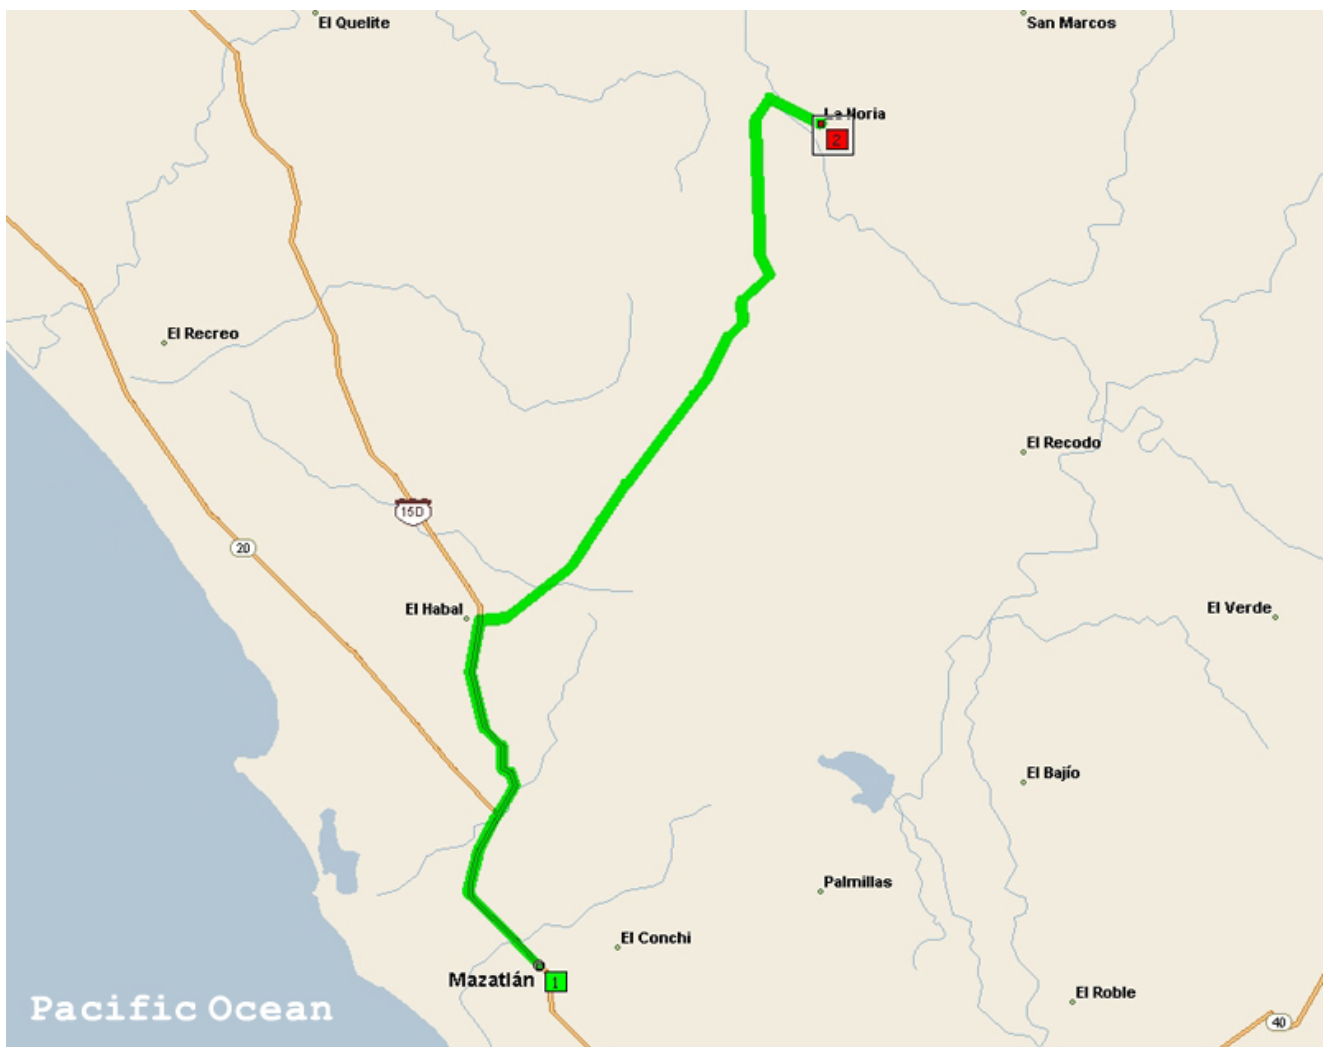 El Quelite
San Marcos
La Noria
2
El Recreo
El Recodo
15D
20
El Habal
El Verde
El Bajío
Palmillas
El Conchi
Mazatlán
1
El Roble
Pacific Ocean
40